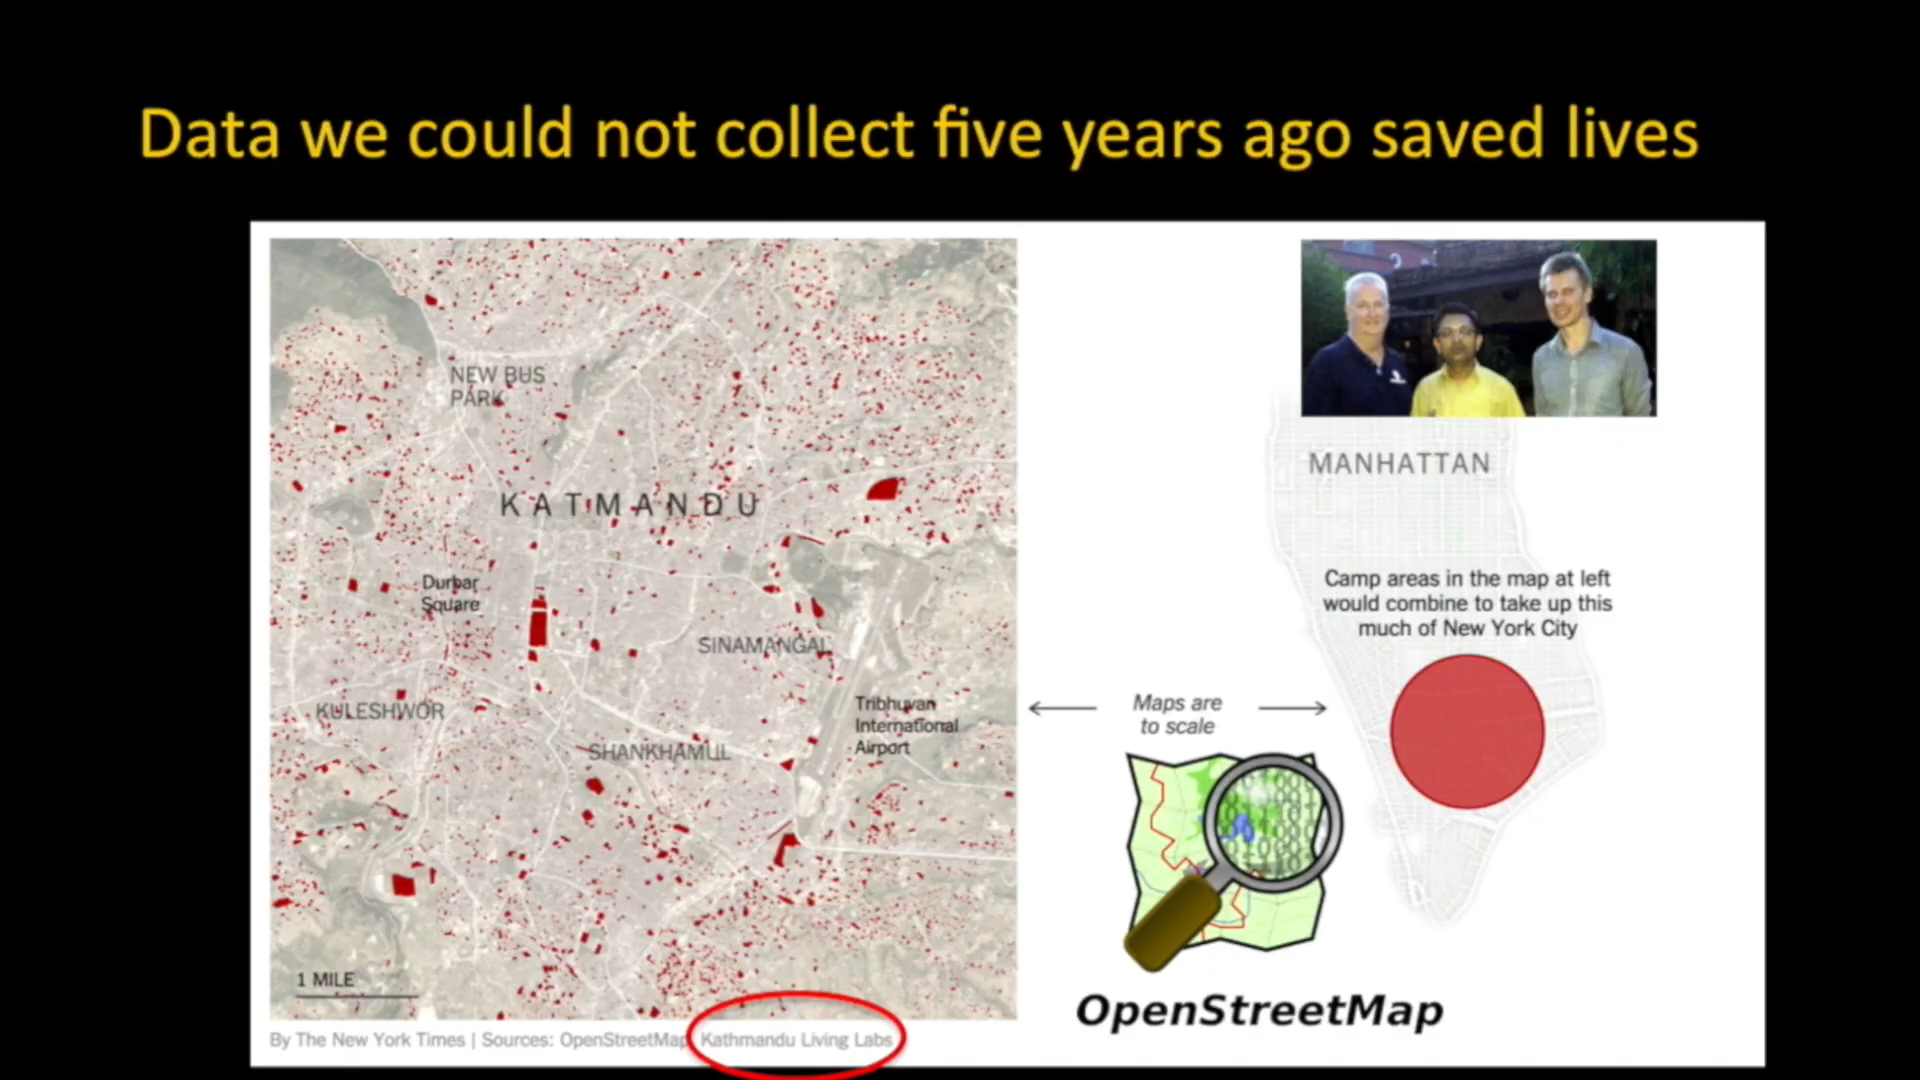 Data we could not collect five years ago saved lives
NEW BUS
PARK
KATMANDU
Durbar
Square
SINAMANGAL
KULESHWOR
Tribhuvan
International
Airport
SHANKHAMUL
1 MILE
By The New York Times | Sources: OpenStreetMap, Kathmandu Living Labs
MANHATTAN
Camp areas in the map at left
would combine to take up this
much of New York City
Maps are
to scale
OpenStreetMap